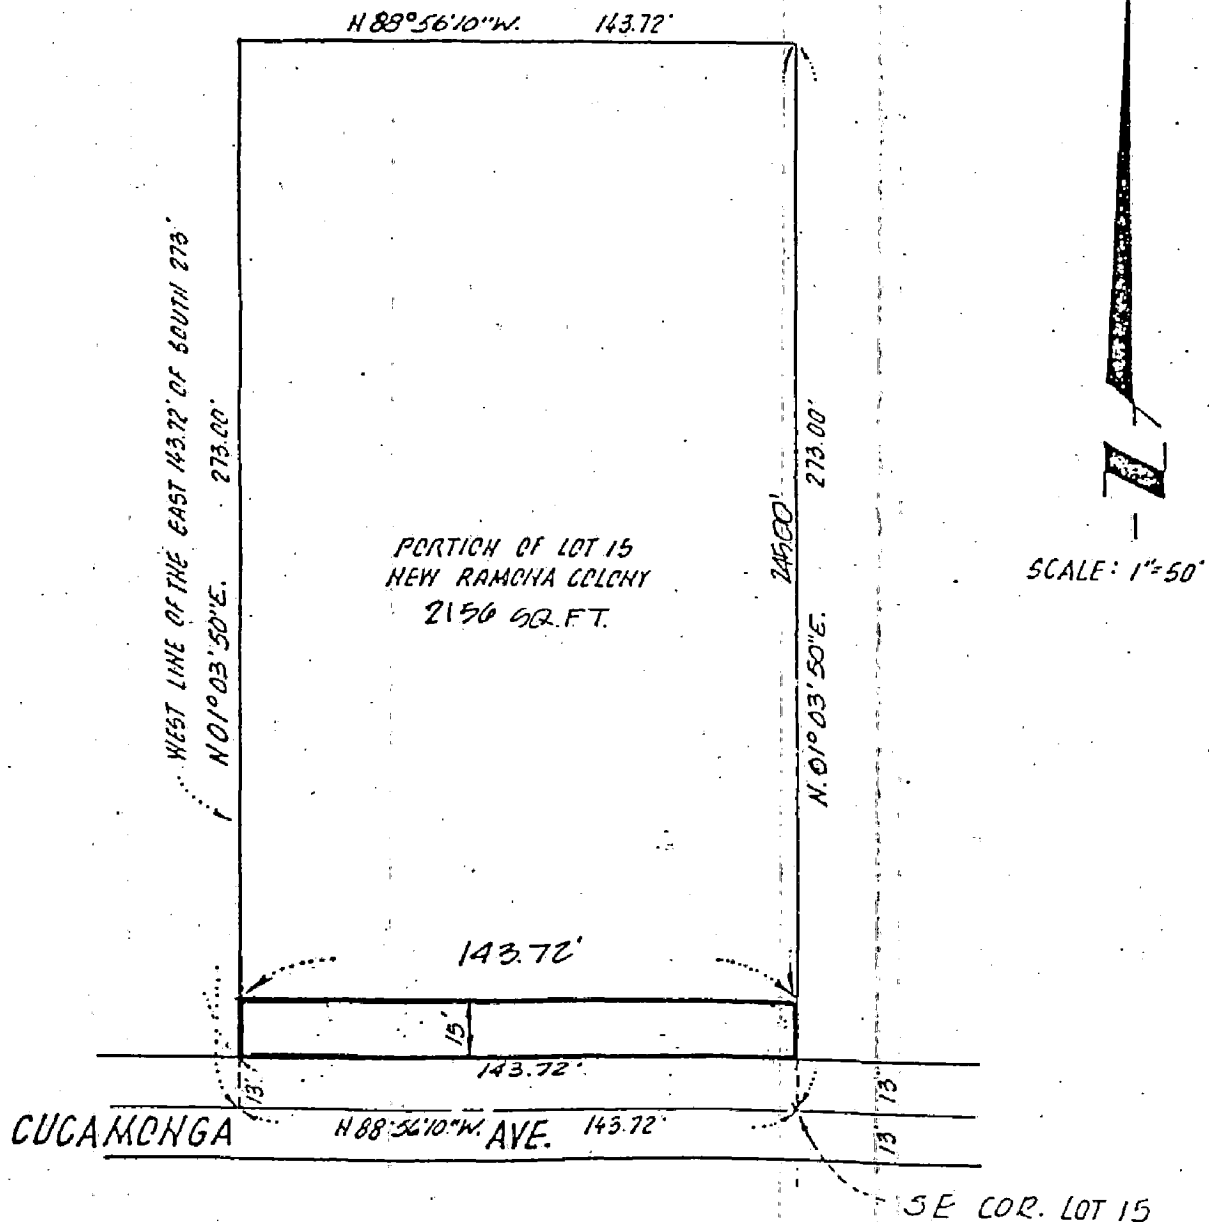 N 88°56'10"W. 143.72'
WEST LINE OF THE EAST 143.72' OF SOUTH 273'
N 01°03'50"E. 273.00'
PORTION OF LOT 15
NEW RAMONA COLONY
2156 SQ. FT.
245.00'
N. 01°03'50"E. 273.00'
SCALE: 1"=50'
143.72'
15'
143.72'
13'
13'
CUCAMONGA AVE.
N 88°56'10"W. 143.72'
13'
SE COR. LOT 15